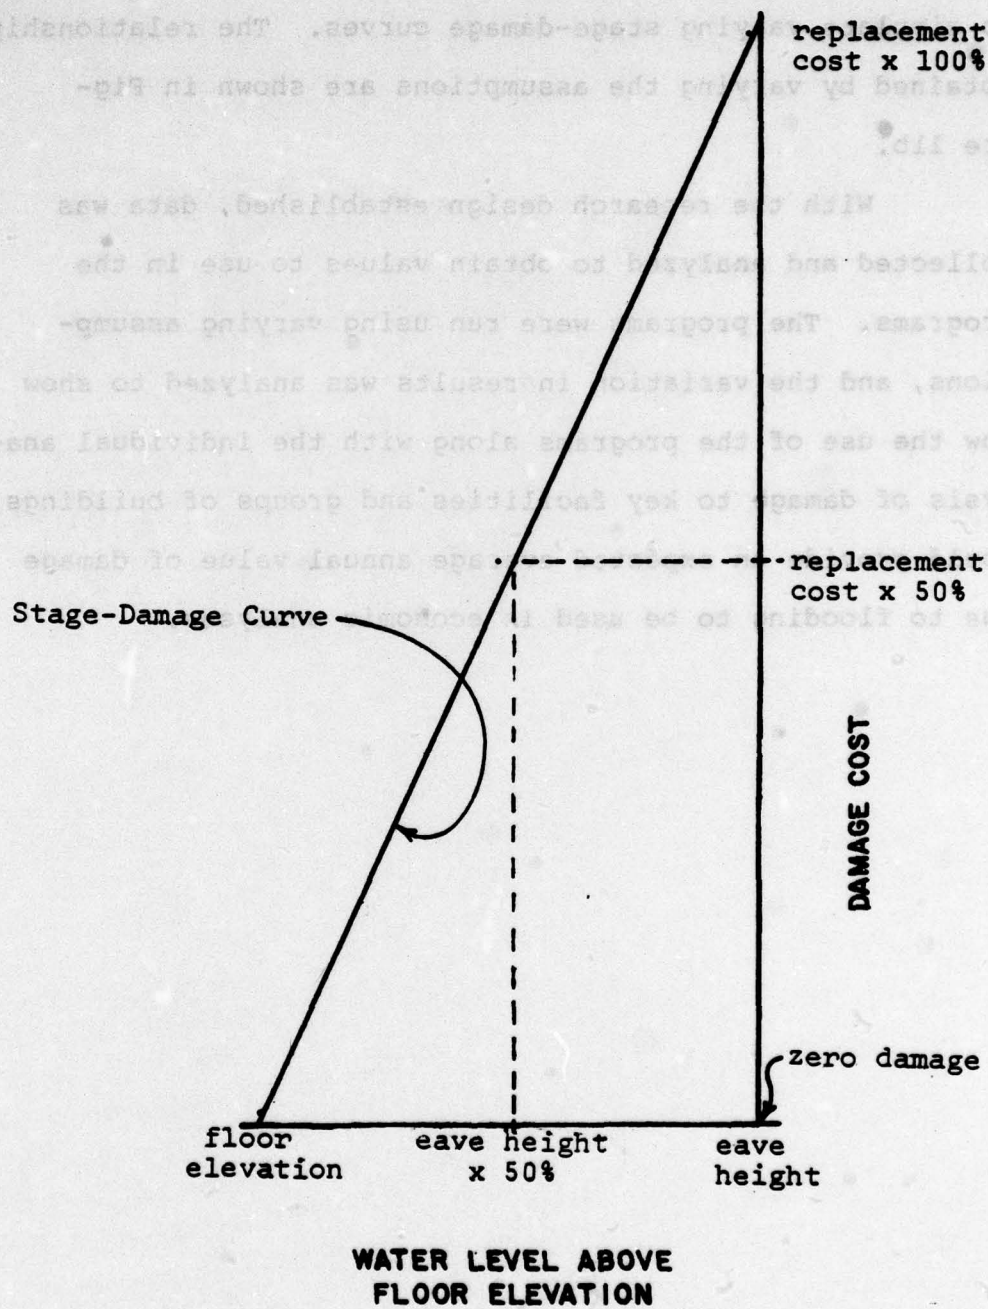 replacement
cost x 100%
replacement
cost x 50%
Stage-Damage Curve
DAMAGE COST
zero damage
floor
elevation
eave height
x 50%
eave
height
WATER LEVEL ABOVE
FLOOR ELEVATION